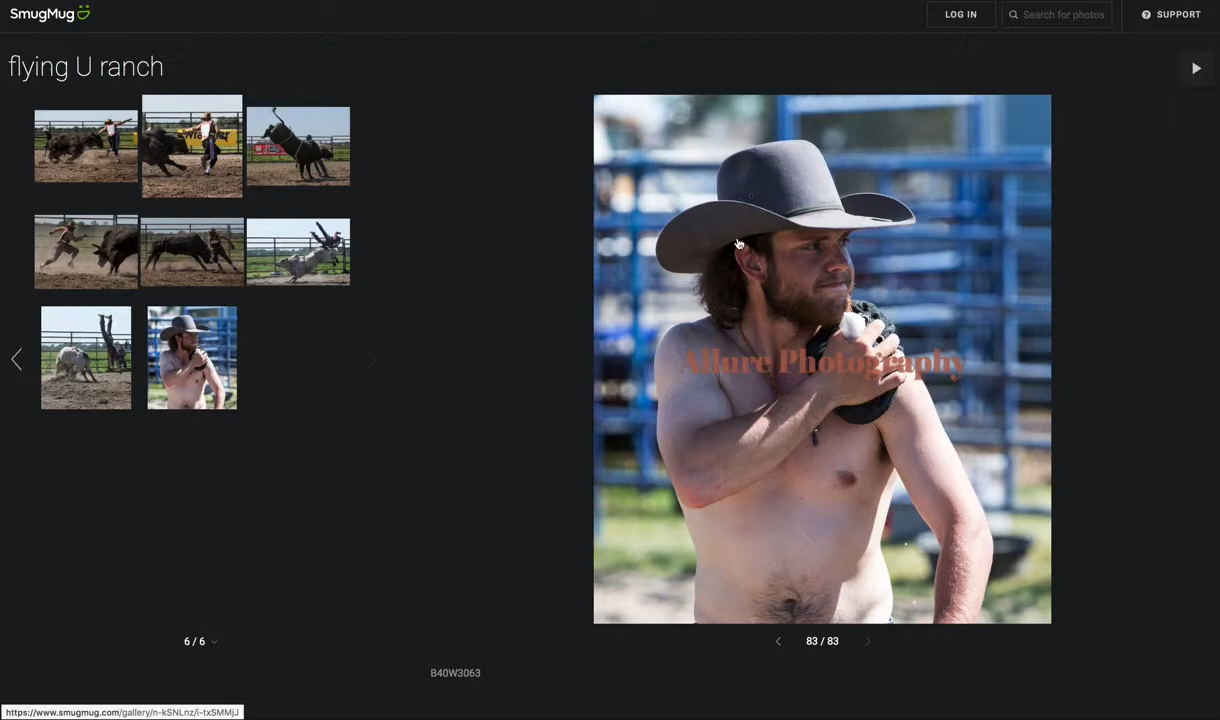 SmugMug
LOG IN
Search for photos
SUPPORT
flying U ranch
Allure Photography
6 / 6
83 / 83
B40W3063
https://www.smugmug.com/gallery/n-kSNLnz/i-txSMMjJ